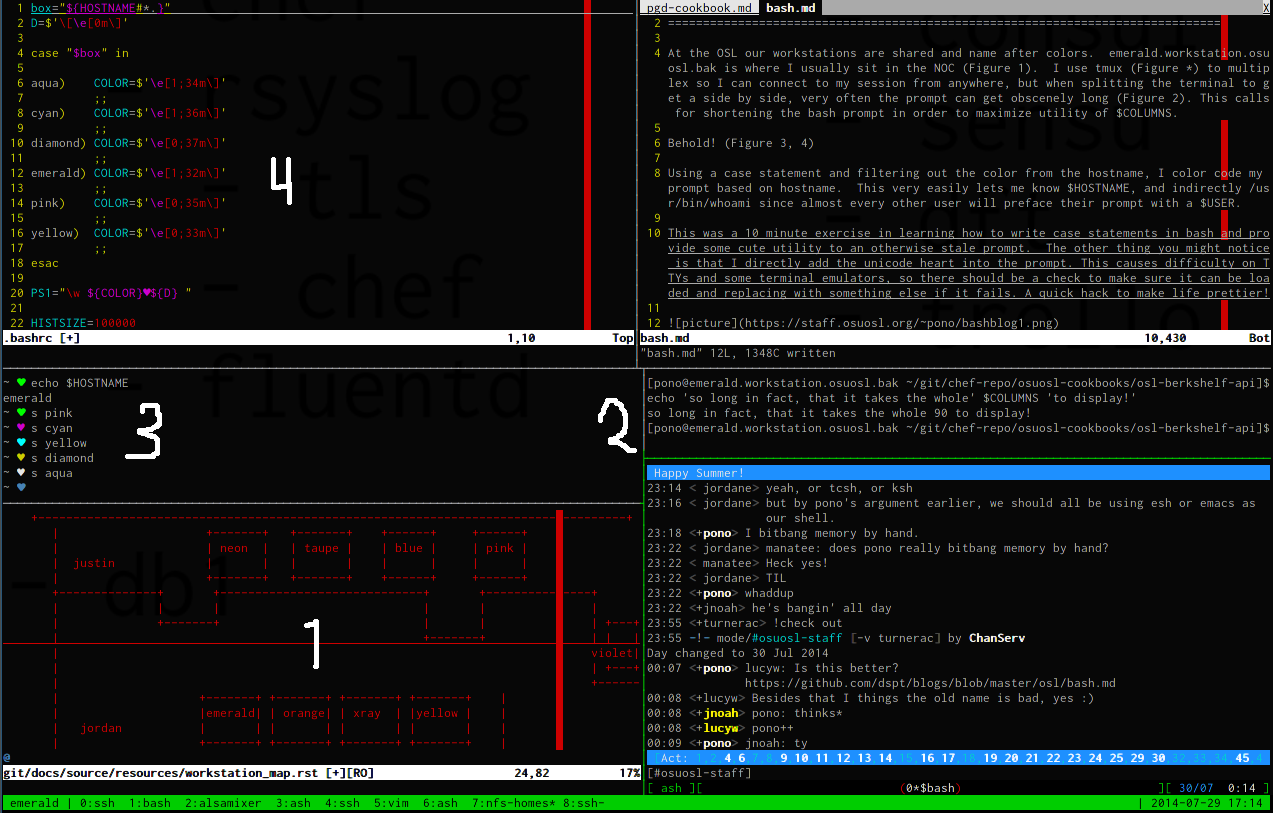 1 box="${HOSTNAME#*.}"
2 D=$'\[\e[0m\]'
3
4 case "$box" in
5
6 aqua)    COLOR=$'\e[1;34m\]'
7          ;;
8 cyan)    COLOR=$'\e[1;36m\]'
9          ;;
10 diamond) COLOR=$'\e[0;37m\]'
11          ;;
12 emerald) COLOR=$'\e[1;32m\]'
13          ;;
14 pink)    COLOR=$'\e[0;35m\]'
15          ;;
16 yellow)  COLOR=$'\e[0;33m\]'
17          ;;
18 esac
19
20 PS1="\w ${COLOR}♥${D} "
21
22 HISTSIZE=100000
.bashrc [+] 1,10 Top
4
syslog
- tls
- chef
- fluentd
pgd-cookbook.md bash.md X
2 ==============================================================================
3
4 At the OSL our workstations are shared and name after colors.  emerald.workstation.osu
osl.bak is where I usually sit in the NOC (Figure 1).  I use tmux (Figure *) to multip
lex so I can connect to my session from anywhere, but when splitting the terminal to g
et a side by side, very often the prompt can get obscenely long (Figure 2). This calls
for shortening the bash prompt in order to maximize utility of $COLUMNS.
5
6 Behold! (Figure 3, 4)
7
8 Using a case statement and filtering out the color from the hostname, I color code my
prompt based on hostname.  This very easily lets me know $HOSTNAME, and indirectly /us
r/bin/whoami since almost every other user will preface their prompt with a $USER.
9
10 This was a 10 minute exercise in learning how to write case statements in bash and pro
vide some cute utility to an otherwise stale prompt.  The other thing you might notice
is that I directly add the unicode heart into the prompt. This causes difficulty on T
TYs and some terminal emulators, so there should be a check to make sure it can be loa
ded and replacing with something else if it fails. A quick hack to make life prettier!
11
12 ![picture](https://staff.osuosl.org/~pono/bashblog1.png)
bash.md 10,430 Bot
"bash.md" 12L, 1348C written
~ ♥ echo $HOSTNAME
emerald
~ ♥ s pink
~ ♥ s cyan
~ ♥ s yellow
~ ♥ s diamond
~ ♥ s aqua
~ ♥
3
2
[pono@emerald.workstation.osuosl.bak ~/git/chef-repo/osuosl-cookbooks/osl-berkshelf-api]$
echo 'so long in fact, that it takes the whole' $COLUMNS 'to display!'
so long in fact, that it takes the whole 90 to display!
[pono@emerald.workstation.osuosl.bak ~/git/chef-repo/osuosl-cookbooks/osl-berkshelf-api]$
neon taupe blue pink
justin
- db1
1
violet
emerald orange xray yellow
jordan
@
git/docs/source/resources/workstation_map.rst [+][RO] 24,82 17%
Happy Summer!
23:14 < jordane> yeah, or tcsh, or ksh
23:16 < jordane> but by pono's argument earlier, we should all be using esh or emacs as
our shell.
23:18 <+pono> I bitbang memory by hand.
23:22 < jordane> manatee: does pono really bitbang memory by hand?
23:22 < manatee> Heck yes!
23:22 < jordane> TIL
23:22 <+pono> whaddup
23:22 <+jnoah> he's bangin' all day
23:55 <+turnerac> !check out
23:55 -!- mode/#osuosl-staff [-v turnerac] by ChanServ
Day changed to 30 Jul 2014
00:07 <+pono> lucyw: Is this better?
https://github.com/dspt/blogs/blob/master/osl/bash.md
00:08 <+lucyw> Besides that I things the old name is bad, yes :)
00:08 <+jnoah> pono: thinks*
00:08 <+lucyw> pono++
00:09 <+pono> jnoah: ty
[Act: 4 6 9 10 11 12 13 14 16 17 19 20 21 22 23 24 25 29 30 45
[#osuosl-staff]
[ ash ][ (0*$bash) ][ 30/07  0:14 ]
emerald | 0:ssh  1:bash  2:alsamixer  3:ash  4:ssh  5:vim  6:ash  7:nfs-homes* 8:ssh- | 2014-07-29 17:14